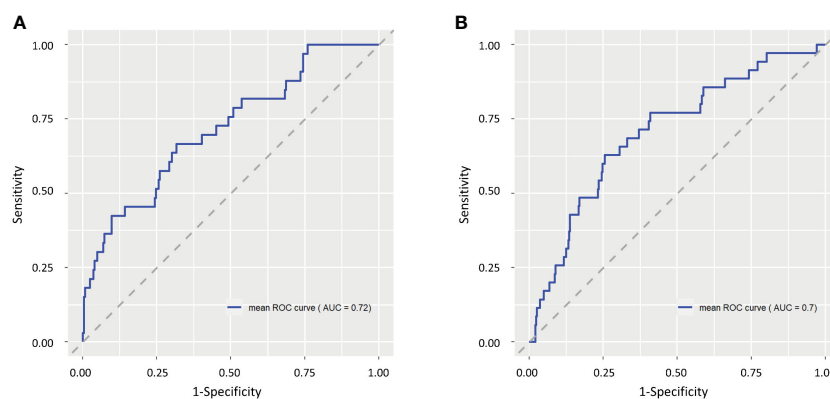 A
1.00
0.75
0.50
0.25
0.00
Sensitivity
mean ROC curve ( AUC = 0.72)
0.00 0.25 0.50 0.75 1.00
1-Specificity
B
1.00
0.75
0.50
0.25
0.00
Sensitivity
mean ROC curve ( AUC = 0.7)
0.00 0.25 0.50 0.75 1.00
1-Specificity